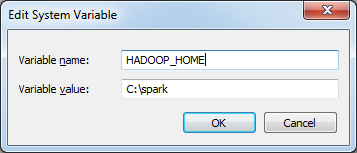 Edit System Variable
Variable name: HADOOP_HOME
Variable value: C:\spark
OK Cancel